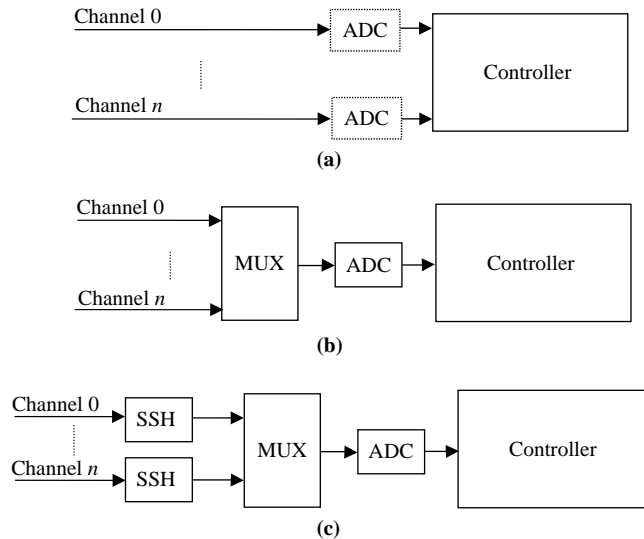 Channel 0
ADC
Controller
Channel n
ADC
(a)
Channel 0
MUX
ADC
Controller
Channel n
(b)
Channel 0
SSH
MUX
ADC
Controller
Channel n
SSH
(c)